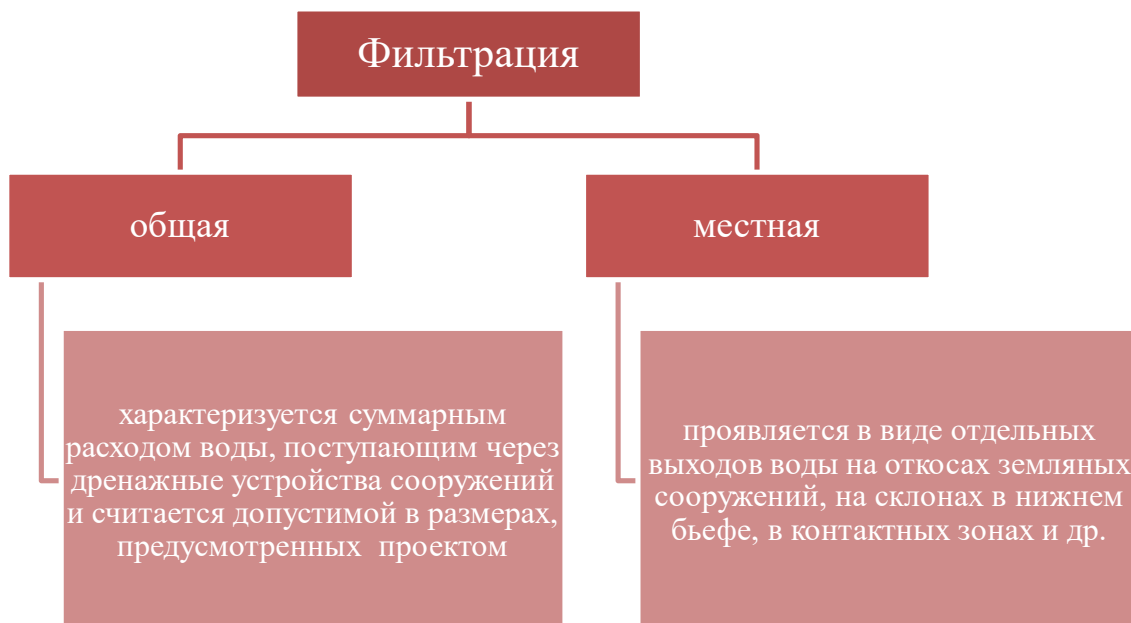 Фильтрация
общая
местная
характеризуется суммарным
расходом воды, поступающим через
дренажные устройства сооружений
и считается допустимой в размерах,
предусмотренных проектом
проявляется в виде отдельных
выходов воды на откосах земляных
сооружений, на склонах в нижнем
бьефе, в контактных зонах и др.